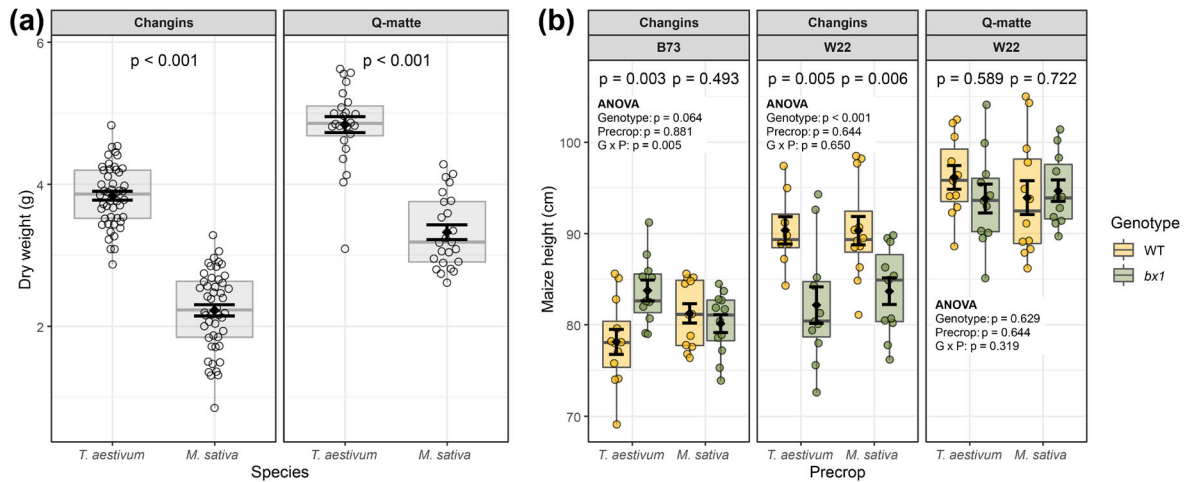 (a)
Changins
Q-matte
p < 0.001
p < 0.001
6
4
2
Dry weight (g)
T. aestivum
M. sativa
T. aestivum
M. sativa
Species
(b)
Changins
Changins
Q-matte
B73
W22
W22
p = 0.003 p = 0.493
p = 0.005 p = 0.006
p = 0.589 p = 0.722
ANOVA
Genotype: p = 0.064
Precrop: p = 0.881
G x P: p = 0.005
ANOVA
Genotype: p < 0.001
Precrop: p = 0.644
G x P: p = 0.650
ANOVA
Genotype: p = 0.629
Precrop: p = 0.644
G x P: p = 0.319
100
90
80
70
Maize height (cm)
T. aestivum
M. sativa
T. aestivum
M. sativa
T. aestivum
M. sativa
Precrop
Genotype
WT
bx1